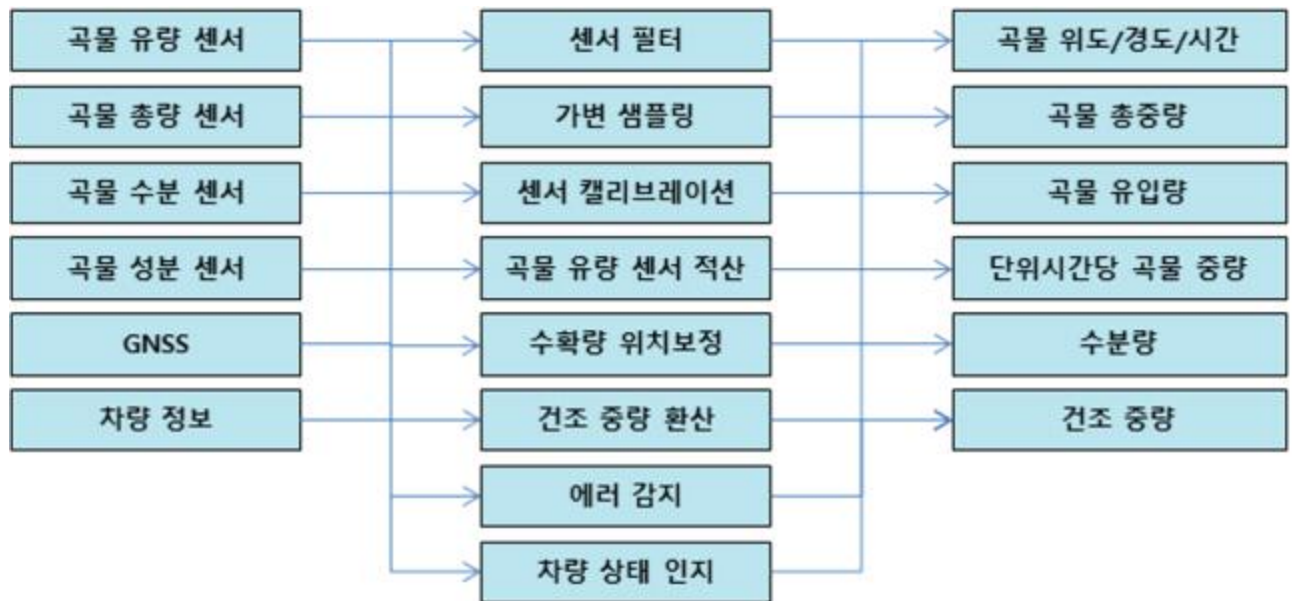 곡물 유량 센서
센서 필터
곡물 위도/경도/시간
곡물 총량 센서
가변 샘플링
곡물 총중량
곡물 수분 센서
센서 캘리브레이션
곡물 유입량
곡물 성분 센서
곡물 유량 센서 적산
단위시간당 곡물 중량
GNSS
수확량 위치보정
수분량
차량 정보
건조 중량 환산
건조 중량
에러 감지
차량 상태 인지